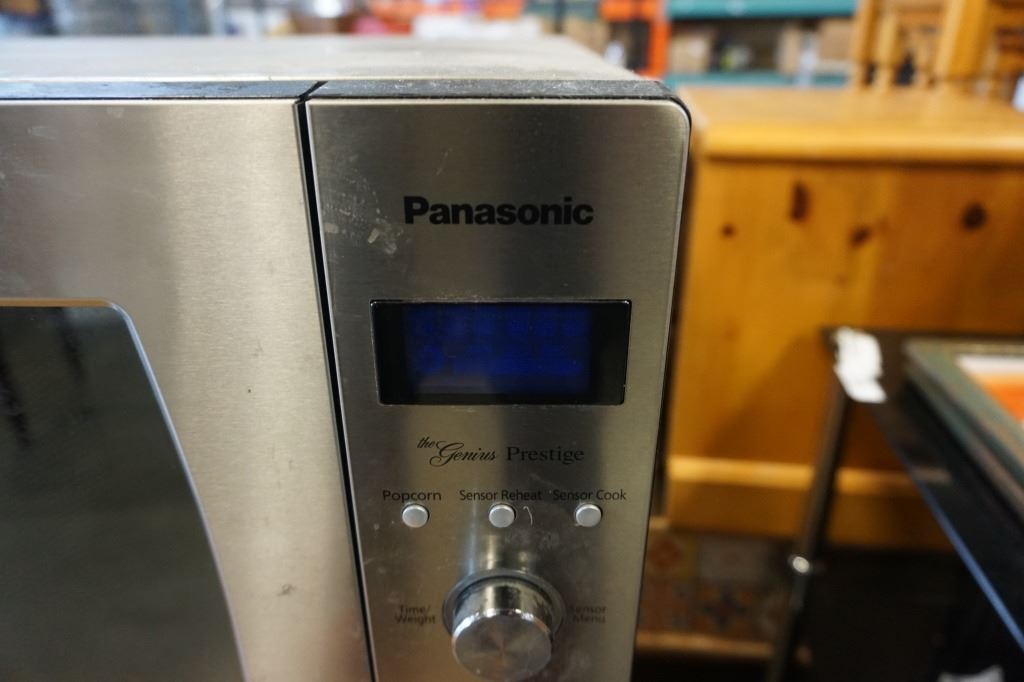 Panasonic
the Genius Prestige
Popcorn Sensor Reheat Sensor Cook
Time/ Sensor
Weight Menu